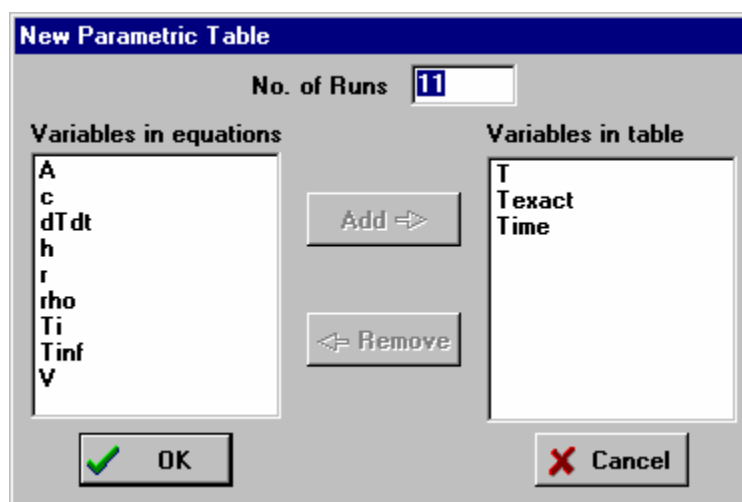 New Parametric Table
No. of Runs 11
Variables in equations
A
c
dTdt
h
r
rho
Ti
Tinf
V
Add
Remove
Variables in table
T
Texact
Time
OK
Cancel